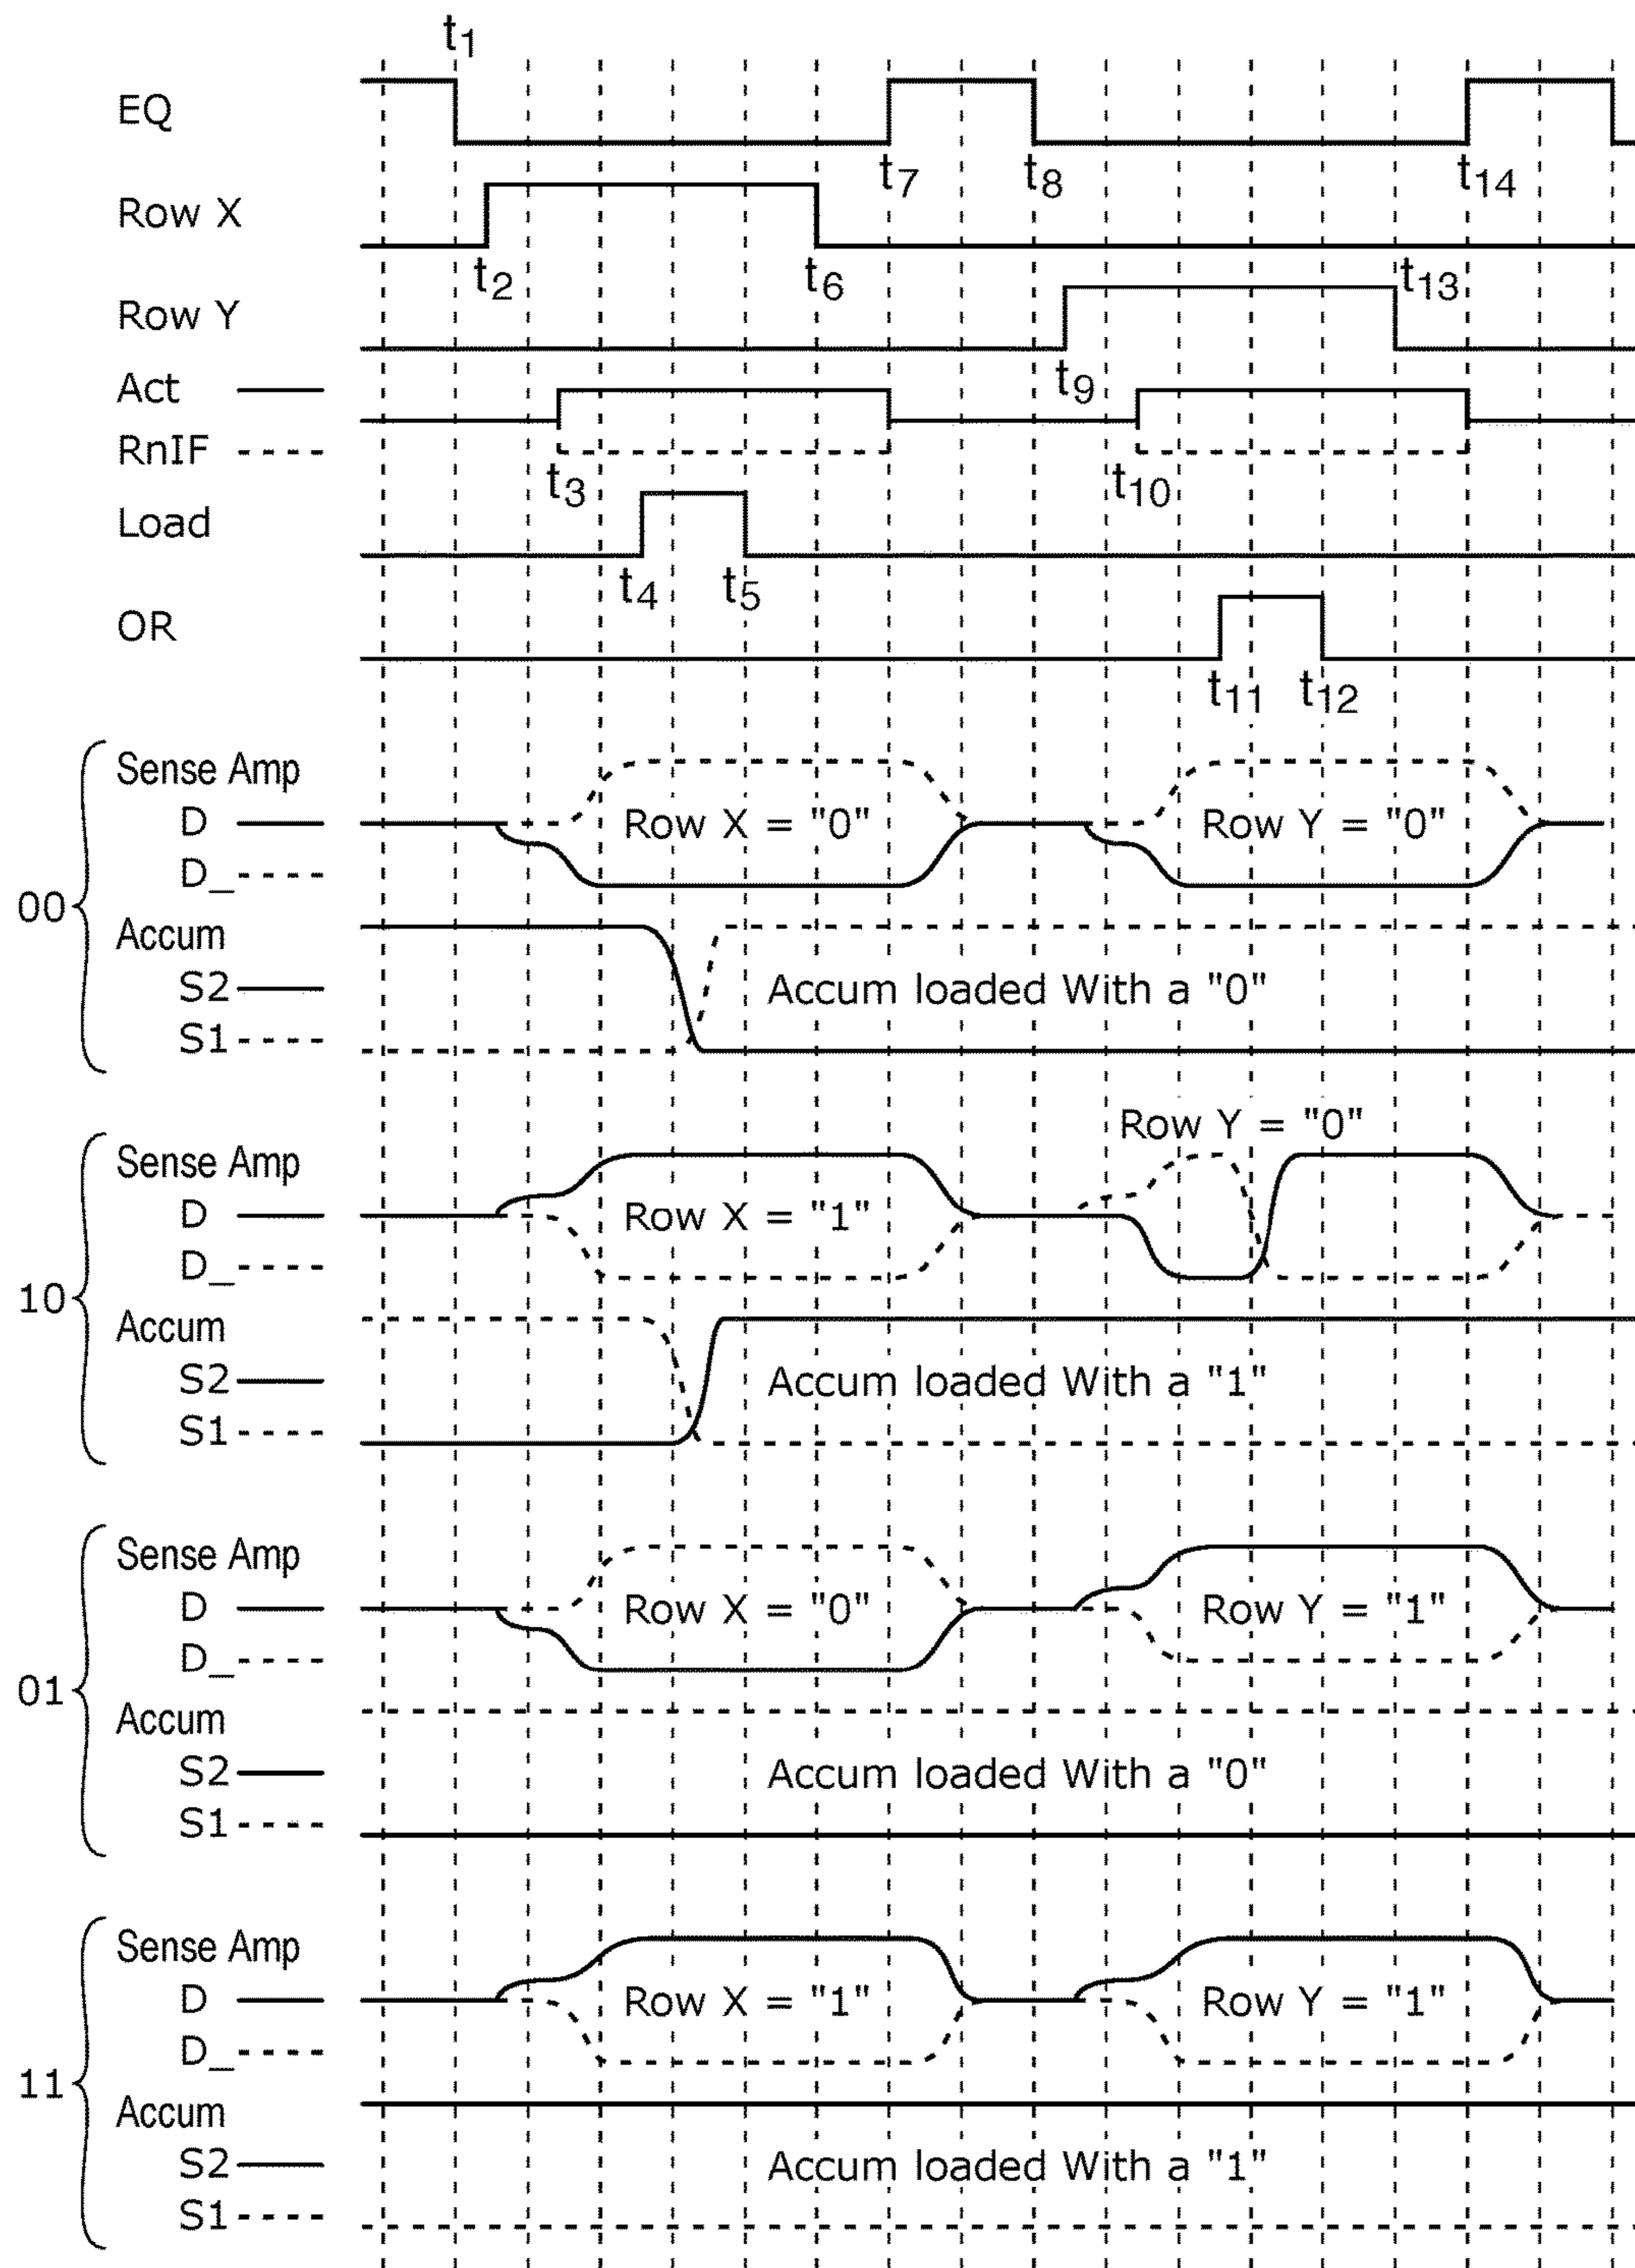 t1
EQ
t7 t8 t14
Row X
t2 t6 t13
Row Y
t9
Act
RnIF
t3 t10
Load
t4 t5
OR
t11 t12
Sense Amp
D Row X = "0" Row Y = "0"
D_
00
Accum
S2 Accum loaded With a "0"
S1
Row Y = "0"
Sense Amp
D Row X = "1"
D_
10
Accum
S2 Accum loaded With a "1"
S1
Sense Amp
D Row X = "0" Row Y = "1"
D_
01
Accum
S2 Accum loaded With a "0"
S1
Sense Amp
D Row X = "1" Row Y = "1"
D_
11
Accum
S2 Accum loaded With a "1"
S1